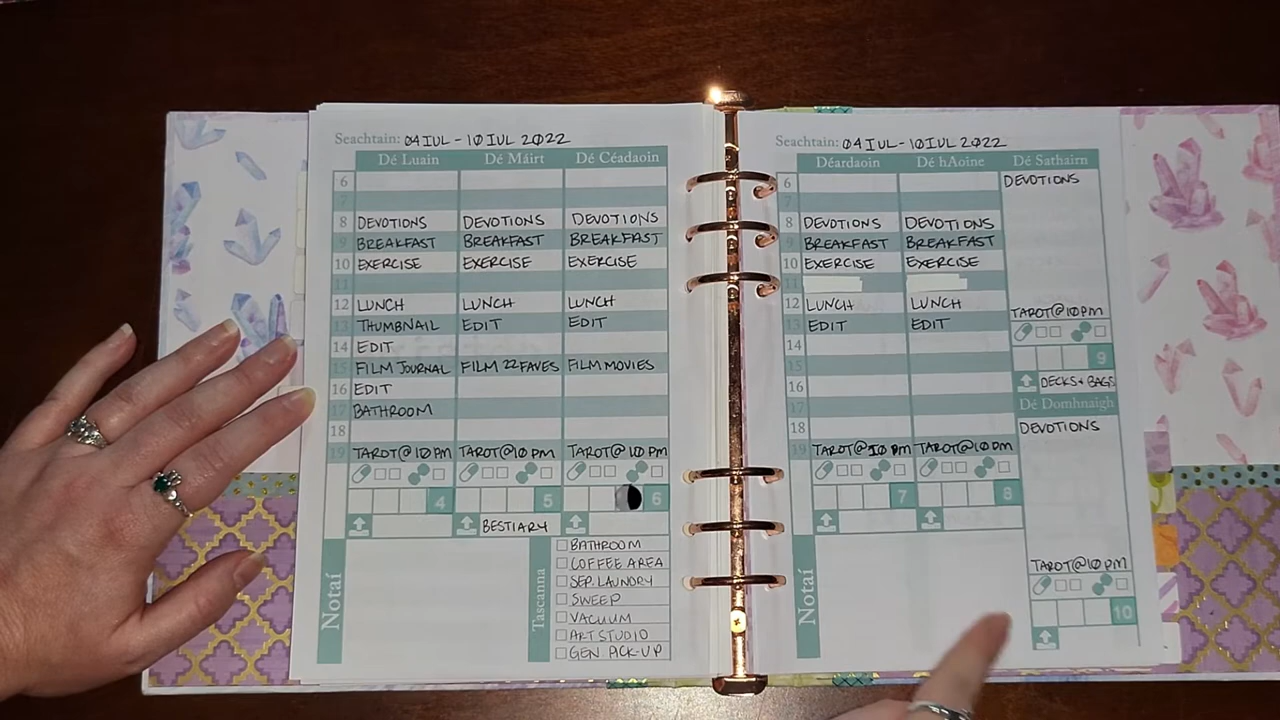 Seachtain: 04 IUL - 10 IUL 2022
Dé Luain Dé Máirt Dé Céadaoin
6
7
8 DEVOTIONS DEVOTIONS DEVOTIONS
9 BREAKFAST BREAKFAST BREAKFAST
10 EXERCISE EXERCISE EXERCISE
11
12 LUNCH LUNCH LUNCH
13 THUMBNAIL EDIT EDIT
14 EDIT
15 FILM JOURNAL FILM 22 FAVES FILM MOVIES
16 EDIT
17 BATHROOM
18
19 TAROT@10PM TAROT@10PM TAROT@10PM
4 5 6
BESTIARY
Notaí
Tascanna
BATHROOM
COFFEE AREA
SEP. LAUNDRY
SWEEP
VACUUM
ART STUDIO
GEN PICK-UP
Seachtain: 04 IUL - 10 IUL 2022
Déardaoin Dé hAoine Dé Sathairn
6 DEVOTIONS
7
8 DEVOTIONS DEVOTIONS
9 BREAKFAST BREAKFAST
10 EXERCISE EXERCISE
11
12 LUNCH LUNCH TAROT@10PM
13 EDIT EDIT
14
15 9
16 DECKS + BAGS
17 Dé Domhnaigh
18 DEVOTIONS
19 TAROT@10PM TAROT@10PM
7 8
Notaí
TAROT@10PM
10